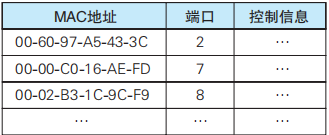 MAC地址 端口 控制信息
00-60-97-A5-43-3C 2 …
00-00-C0-16-AE-FD 7 …
00-02-B3-1C-9C-F9 8 …
… … …